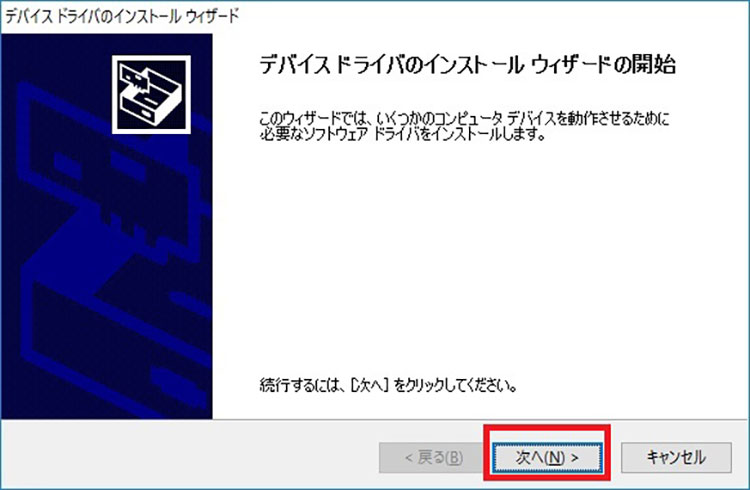 デバイス ドライバのインストール ウィザード
デバイス ドライバのインストール ウィザードの開始
このウィザードでは、いくつかのコンピュータ デバイスを動作させるために
必要なソフトウェア ドライバをインストールします。
続行するには、[次へ] をクリックしてください。
< 戻る(B)
次へ(N) >
キャンセル